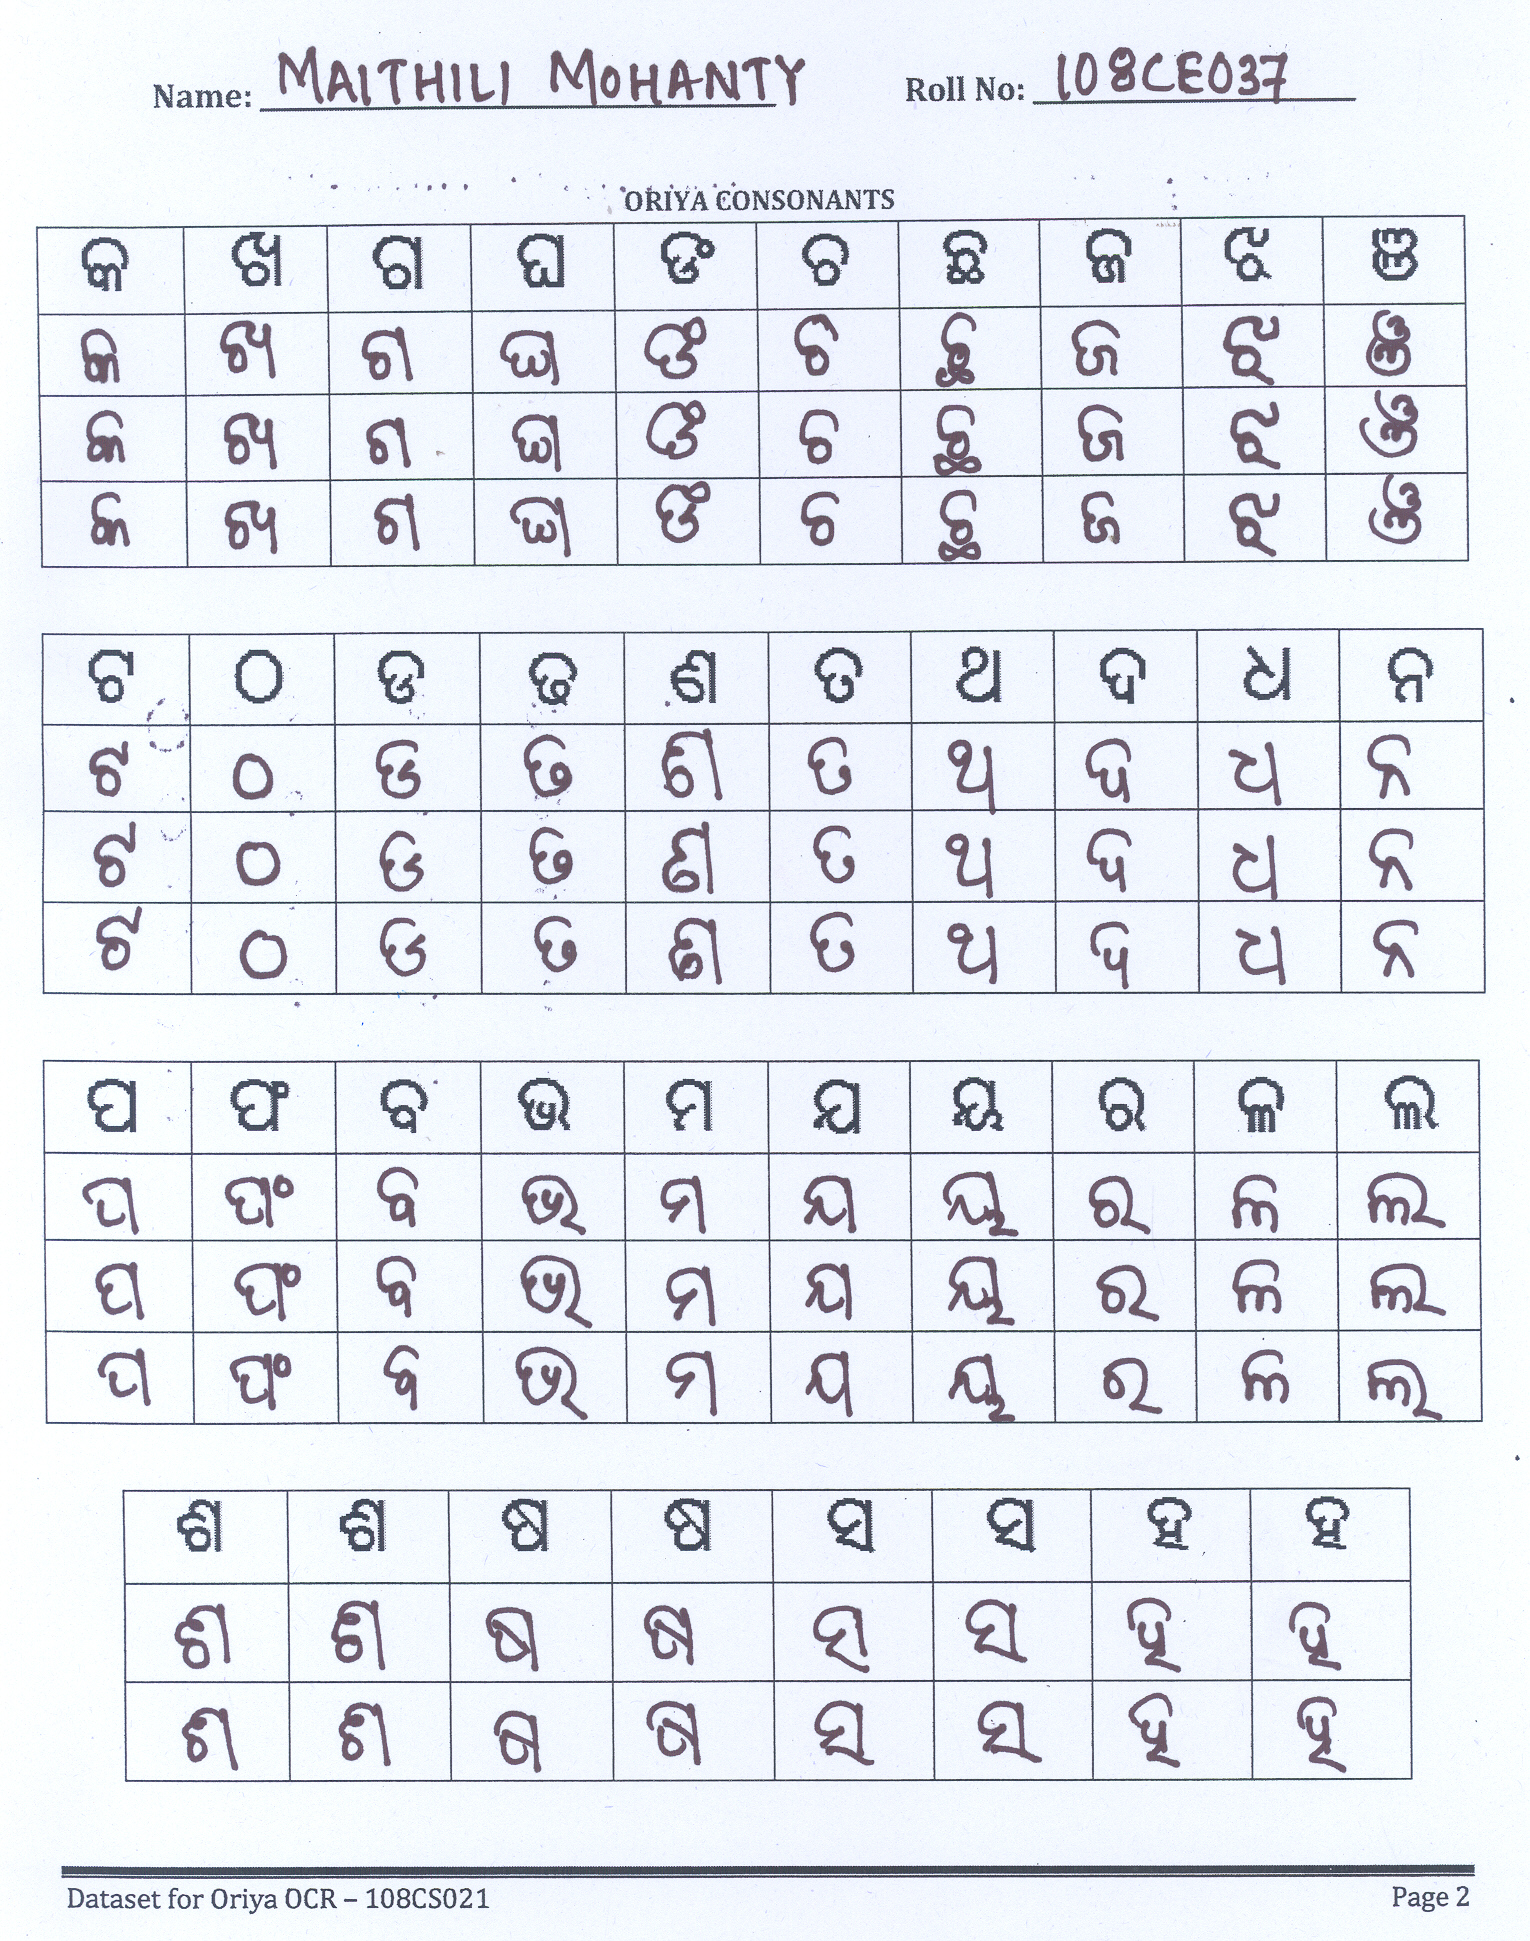 Name: MAITHILI MOHANTY Roll No: 108CE037
ORIYA CONSONANTS
କ ଖ ଗ ଘ ଙ ଚ ଛ ଜ ଝ ଞ
କ ଖ ଗ ଘ ଙ ଚ ଛ ଜ ଝ ଞ
କ ଖ ଗ ଘ ଙ ଚ ଛ ଜ ଝ ଞ
କ ଖ ଗ ଘ ଙ ଚ ଛ ଜ ଝ ଞ
ଟ ଠ ଡ ଢ ଣ ତ ଥ ଦ ଧ ନ
ଟ ଠ ଡ ଢ ଣ ତ ଥ ଦ ଧ ନ
ଟ ଠ ଡ ଢ ଣ ତ ଥ ଦ ଧ ନ
ଟ ଠ ଡ ଢ ଣ ତ ଥ ଦ ଧ ନ
ପ ଫ ବ ଭ ମ ଯ ୟ ର ଳ ଲ
ପ ଫ ବ ଭ ମ ଯ ୟ ର ଳ ଲ
ପ ଫ ବ ଭ ମ ଯ ୟ ର ଳ ଲ
ପ ଫ ବ ଭ ମ ଯ ୟ ର ଳ ଲ
ଶ ଶ ଷ ଷ ସ ସ ହ ହ
ଶ ଶ ଷ ଷ ସ ସ ହ ହ
ଶ ଶ ଷ ଷ ସ ସ ହ ହ
Dataset for Oriya OCR – 108CS021 Page 2